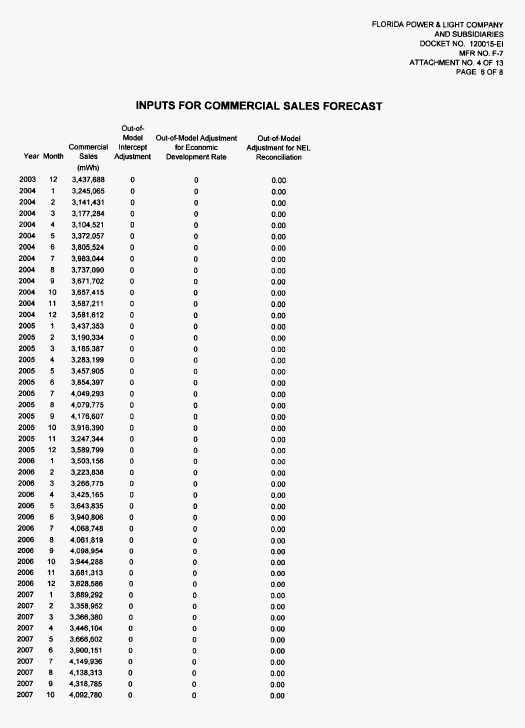 FLORIDA POWER & LIGHT COMPANY
AND SUBSIDIARIES
DOCKET NO. 120015-EI
MFR NO. F-7
ATTACHMENT NO. 4 OF 13
PAGE 6 OF 8
INPUTS FOR COMMERCIAL SALES FORECAST
Out-of-
Model Out-of-Model Adjustment Out-of-Model
Commercial Intercept for Economic Adjustment for NEL
Year Month Sales Adjustment Development Rate Reconciliation
(mWh)
2003 12 3,437,688 0 0 0.00
2004 1 3,245,065 0 0 0.00
2004 2 3,141,431 0 0 0.00
2004 3 3,177,284 0 0 0.00
2004 4 3,104,521 0 0 0.00
2004 5 3,372,057 0 0 0.00
2004 6 3,805,524 0 0 0.00
2004 7 3,983,044 0 0 0.00
2004 8 3,737,090 0 0 0.00
2004 9 3,671,702 0 0 0.00
2004 10 3,657,415 0 0 0.00
2004 11 3,587,211 0 0 0.00
2004 12 3,581,612 0 0 0.00
2005 1 3,437,353 0 0 0.00
2005 2 3,190,334 0 0 0.00
2005 3 3,185,387 0 0 0.00
2005 4 3,283,199 0 0 0.00
2005 5 3,457,905 0 0 0.00
2005 6 3,854,397 0 0 0.00
2005 7 4,049,293 0 0 0.00
2005 8 4,079,775 0 0 0.00
2005 9 4,176,607 0 0 0.00
2005 10 3,916,390 0 0 0.00
2005 11 3,247,344 0 0 0.00
2005 12 3,589,799 0 0 0.00
2006 1 3,503,156 0 0 0.00
2006 2 3,223,838 0 0 0.00
2006 3 3,266,775 0 0 0.00
2006 4 3,425,165 0 0 0.00
2006 5 3,643,835 0 0 0.00
2006 6 3,940,806 0 0 0.00
2006 7 4,068,748 0 0 0.00
2006 8 4,061,819 0 0 0.00
2006 9 4,098,954 0 0 0.00
2006 10 3,944,288 0 0 0.00
2006 11 3,681,313 0 0 0.00
2006 12 3,628,586 0 0 0.00
2007 1 3,889,292 0 0 0.00
2007 2 3,358,952 0 0 0.00
2007 3 3,366,380 0 0 0.00
2007 4 3,446,104 0 0 0.00
2007 5 3,666,602 0 0 0.00
2007 6 3,900,151 0 0 0.00
2007 7 4,149,936 0 0 0.00
2007 8 4,138,313 0 0 0.00
2007 9 4,318,785 0 0 0.00
2007 10 4,092,780 0 0 0.00